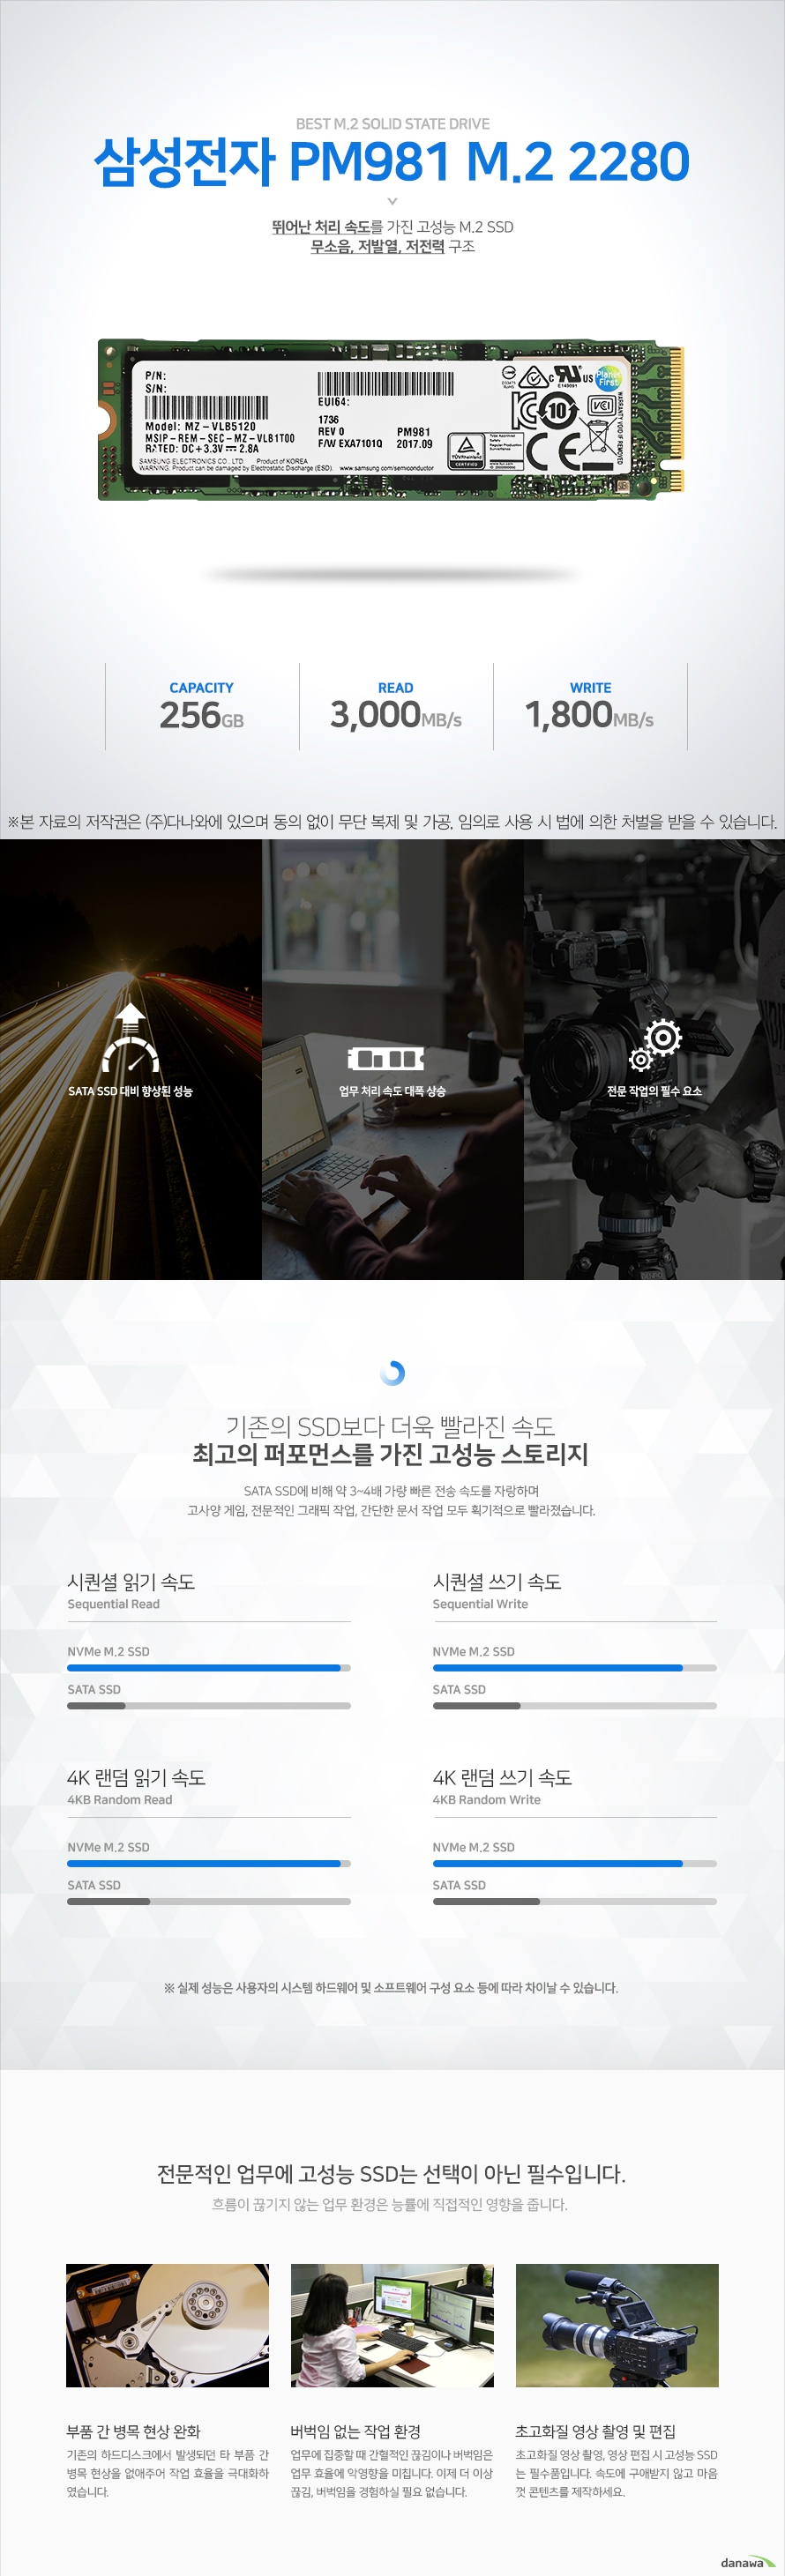 BEST M.2 SOLID STATE DRIVE
삼성전자 PM981 M.2 2280
뛰어난 처리 속도를 가진 고성능 M.2 SSD
무소음, 저발열, 저전력 구조
P/N:
S/N:
Model: MZ-VLB5120
MSIP-REM-SEC-MZ-VLB1T00
RATED: DC+3.3V 2.8A
SAMSUNG ELECTRONICS CO., LTD. Product of KOREA
WARNING: Product can be damaged by Electrostatic Discharge (ESD). www.samsung.com/semiconductor
EUI64:
1736
REV 0 PM981
F/W EXA7101Q 2017.09
Planet First
WARRANTY VOID IF REMOVED
CAPACITY
256GB
READ
3,000MB/s
WRITE
1,800MB/s
※본 자료의 저작권은 (주)다나와에 있으며 동의 없이 무단 복제 및 가공, 임의로 사용 시 법에 의한 처벌을 받을 수 있습니다.
SATA SSD 대비 향상된 성능
업무 처리 속도 대폭 상승
전문 작업의 필수 요소
기존의 SSD보다 더욱 빨라진 속도
최고의 퍼포먼스를 가진 고성능 스토리지
SATA SSD에 비해 약 3~4배 가량 빠른 전송 속도를 자랑하며
고사양 게임, 전문적인 그래픽 작업, 간단한 문서 작업 모두 획기적으로 빨라졌습니다.
시퀀셜 읽기 속도
Sequential Read
NVMe M.2 SSD
SATA SSD
시퀀셜 쓰기 속도
Sequential Write
NVMe M.2 SSD
SATA SSD
4K 랜덤 읽기 속도
4KB Random Read
NVMe M.2 SSD
SATA SSD
4K 랜덤 쓰기 속도
4KB Random Write
NVMe M.2 SSD
SATA SSD
※ 실제 성능은 사용자의 시스템 하드웨어 및 소프트웨어 구성 요소 등에 따라 차이날 수 있습니다.
전문적인 업무에 고성능 SSD는 선택이 아닌 필수입니다.
흐름이 끊기지 않는 업무 환경은 능률에 직접적인 영향을 줍니다.
부품 간 병목 현상 완화
기존의 하드디스크에서 발생되던 타 부품 간
병목 현상을 없애주어 작업 효율을 극대화하
였습니다.
버벅임 없는 작업 환경
업무에 집중할 때 간헐적인 끊김이나 버벅임은
업무 효율에 악영향을 미칩니다. 이제 더 이상
끊김, 버벅임을 경험하실 필요 없습니다.
초고화질 영상 촬영 및 편집
초고화질 영상 촬영, 영상 편집 시 고성능 SSD
는 필수품입니다. 속도에 구애받지 않고 마음
껏 콘텐츠를 제작하세요.
danawa